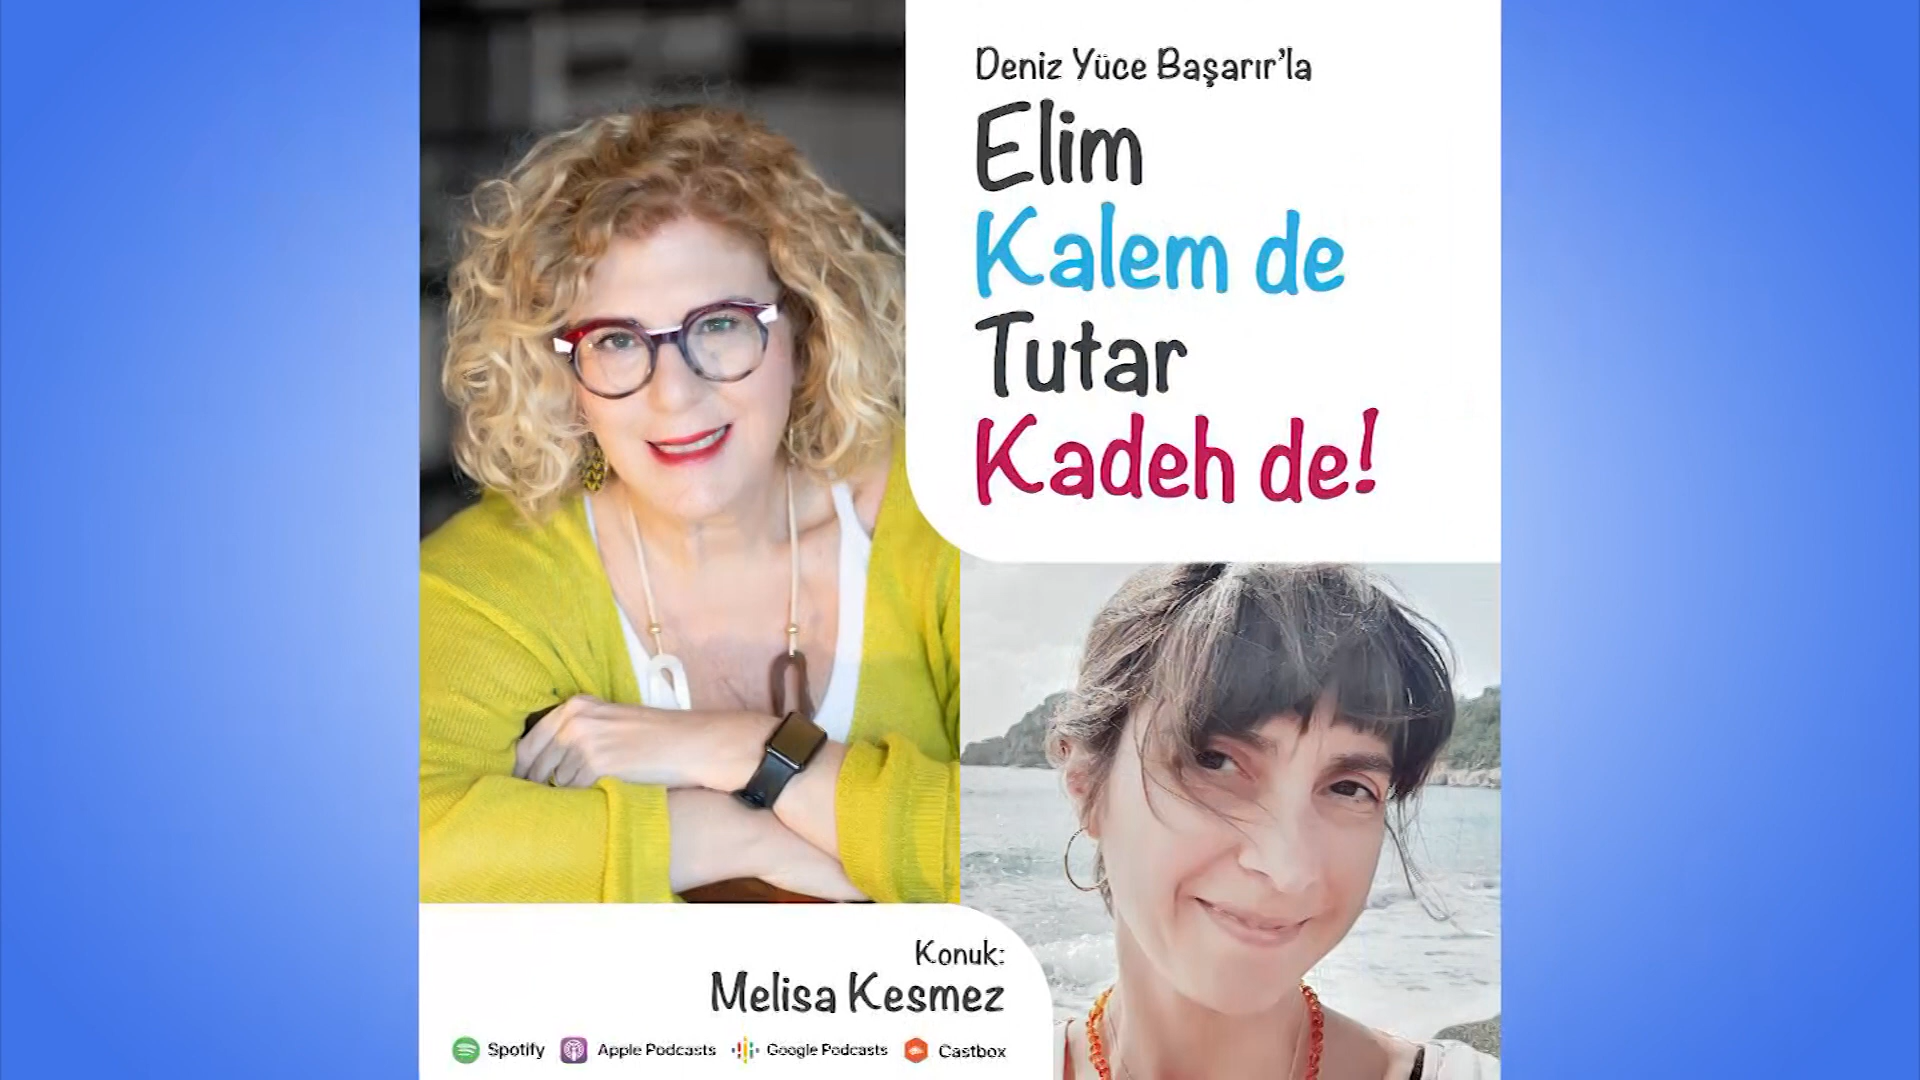 Deniz Yüce Başarır'la
Elim
Kalem de
Tutar
Kadeh de!
Konuk:
Melisa Kesmez
Spotify Apple Podcasts Google Podcasts Castbox